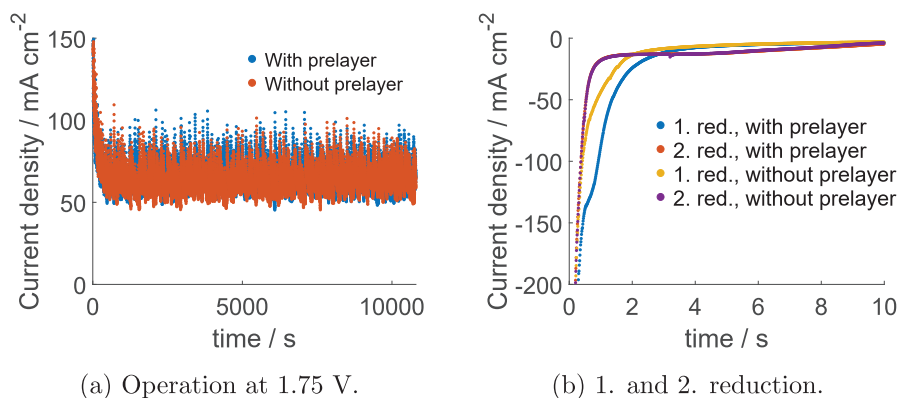 150
100
50
0
Current density / mA cm-2
With prelayer
Without prelayer
0
5000
10000
time / s
(a) Operation at 1.75 V.
0
-50
-100
-150
-200
Current density / mA cm-2
1. red., with prelayer
2. red., with prelayer
1. red., without prelayer
2. red., without prelayer
0
2
4
6
8
10
time / s
(b) 1. and 2. reduction.